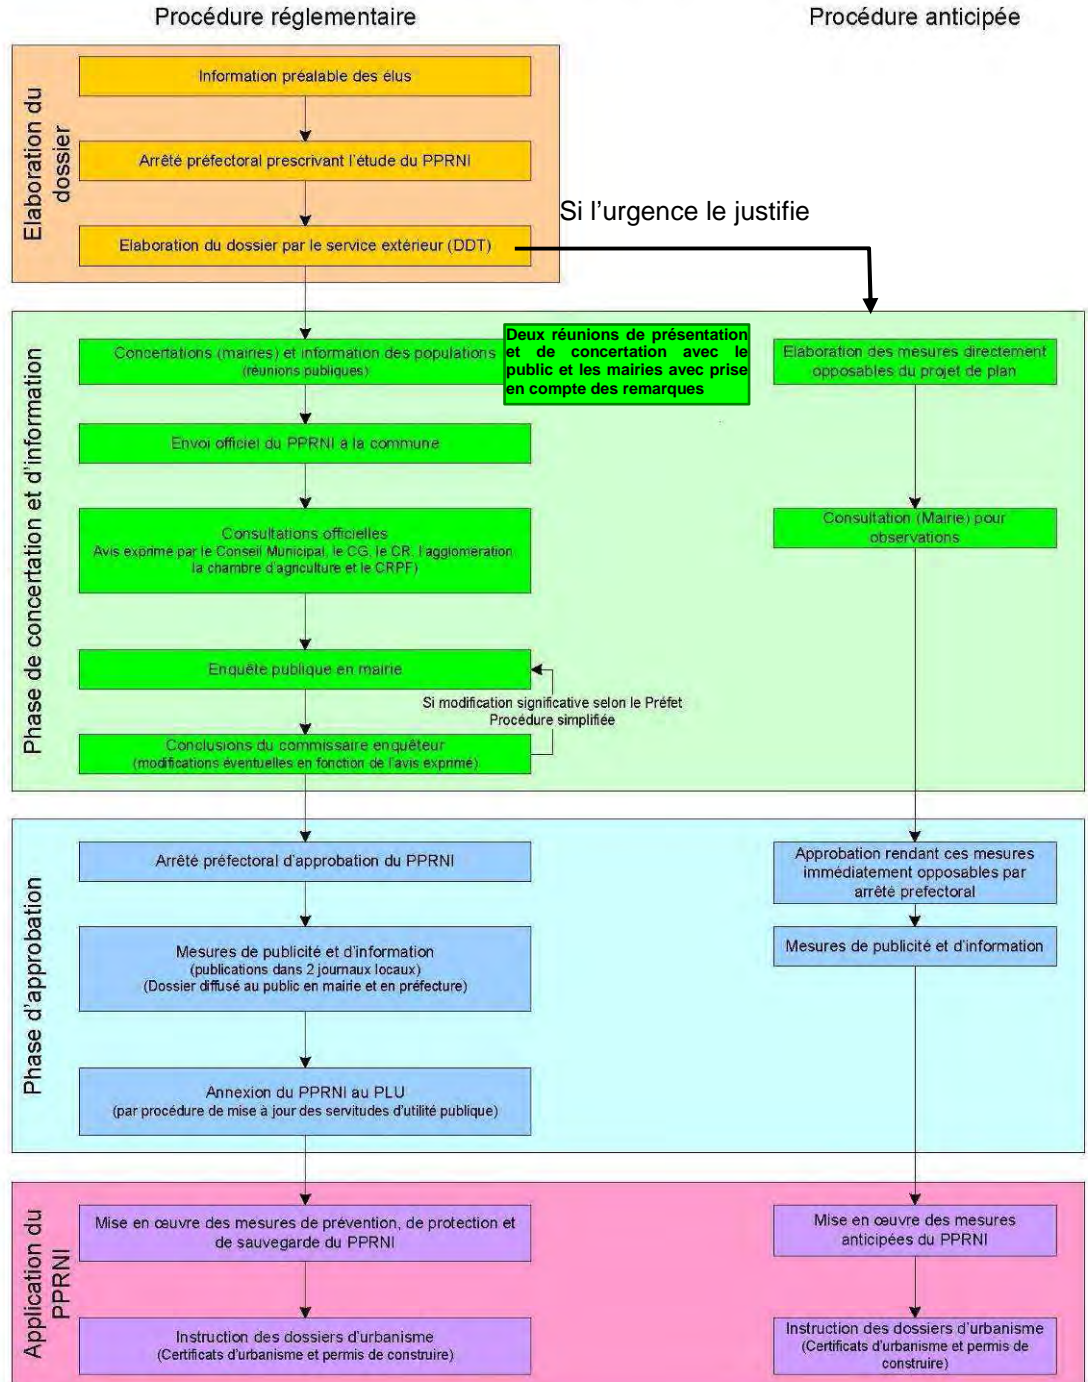 Procédure réglementaire
Procédure anticipée
Elaboration du
dossier
Information préalable des élus
Arrêté préfectoral prescrivant l'étude du PPRNI
Elaboration du dossier par le service extérieur (DDT)
Si l'urgence le justifie
Phase de concertation et d'information
Concertations (mairies) et information des populations
(réunions publiques)
Deux réunions de présentation
et de concertation avec le
public et les mairies avec prise
en compte des remarques
Elaboration des mesures directement
opposables du projet de plan
Envoi officiel du PPRNI à la commune
Consultations officielles
Avis exprimé par le Conseil Municipal, le CG, le CR, l'agglomération
la chambre d'agriculture et le CRPF)
Consultation (Mairie) pour
observations
Enquête publique en mairie
Si modification significative selon le Préfet
Procédure simplifiée
Conclusions du commissaire enquêteur
(modifications éventuelles en fonction de l'avis exprimé)
Phase d'approbation
Arrêté préfectoral d'approbation du PPRNI
Approbation rendant ces mesures
immédiatement opposables par
arrêté prefectoral
Mesures de publicité et d'information
(publications dans 2 journaux locaux)
(Dossier diffusé au public en mairie et en préfecture)
Mesures de publicité et d'information
Annexion du PPRNI au PLU
(par procédure de mise à jour des servitudes d'utilité publique)
Application du
PPRNI
Mise en œuvre des mesures de prévention, de protection et
de sauvegarde du PPRNI
Mise en œuvre des mesures
anticipées du PPRNI
Instruction des dossiers d'urbanisme
(Certificats d'urbanisme et permis de construire)
Instruction des dossiers d'urbanisme
(Certificats d'urbanisme et permis de
construire)